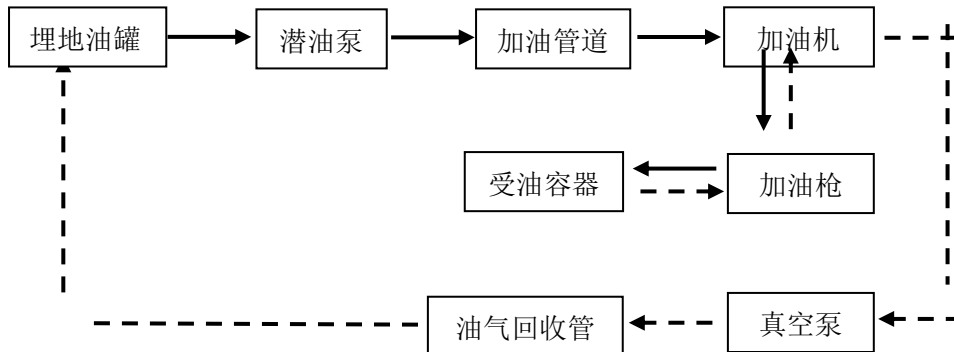 埋地油罐
潜油泵
加油管道
加油机
受油容器
加油枪
油气回收管
真空泵